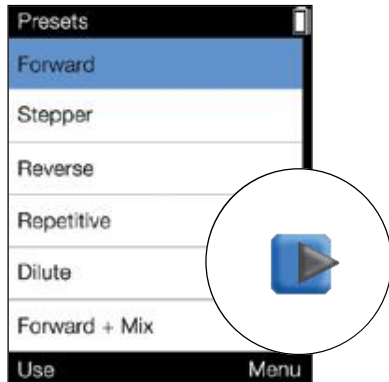 Presets
Forward
Stepper
Reverse
Repetitive
Dilute
Forward + Mix
Use Menu